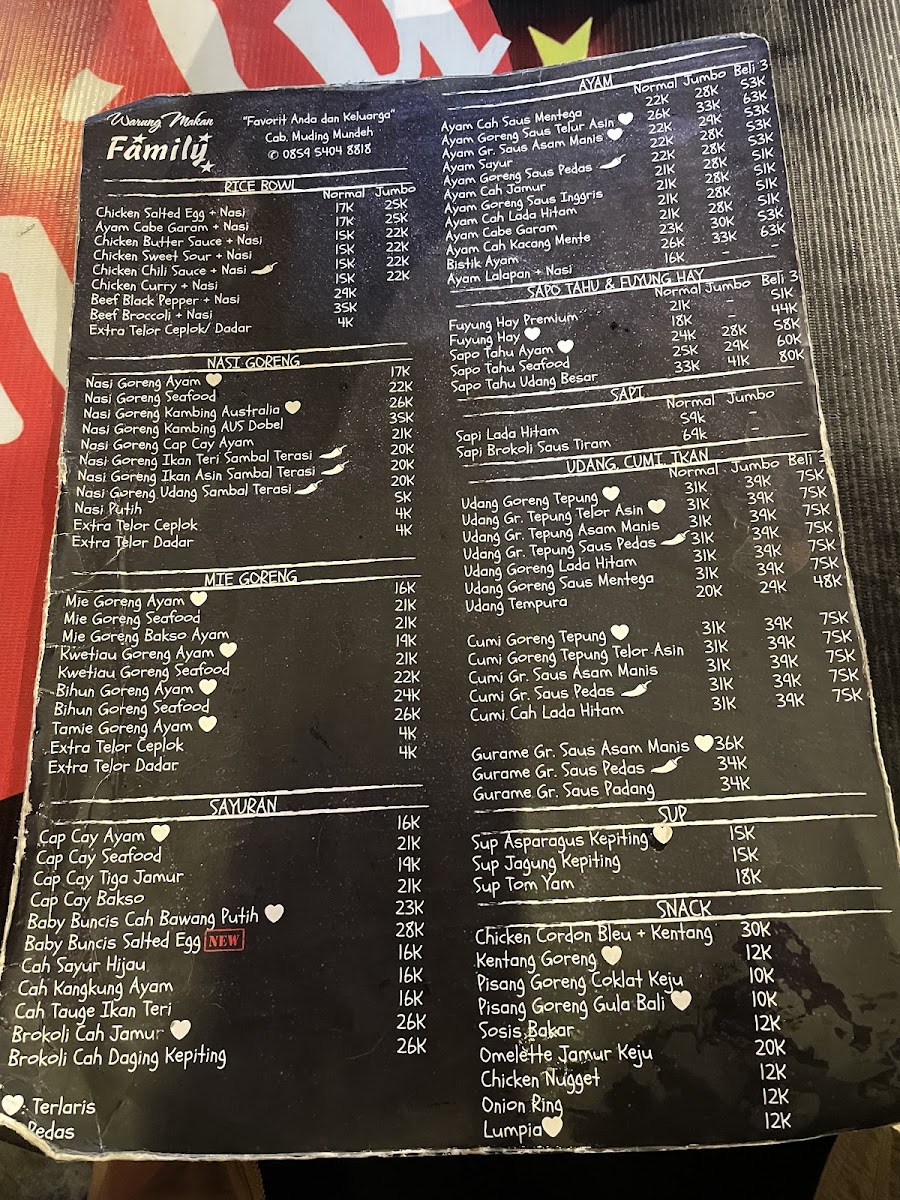 Warung Makan
Family
"Favorit Anda dan Keluarga"
Cab. Muding Mundeh
✆ 0859 5404 8818
RICE BOWL
Normal Jumbo
Chicken Salted Egg + Nasi 17K 25K
Ayam Cabe Garam + Nasi 17K 25K
Chicken Butter Sauce + Nasi 15K 22K
Chicken Sweet Sour + Nasi 15K 22K
Chicken Chili Sauce + Nasi 15K 22K
Chicken Curry + Nasi 15K 22K
Beef Black Pepper + Nasi 29K
Beef Broccoli + Nasi 35K
Extra Telor Ceplok/ Dadar 4K
NASI GORENG
Nasi Goreng Ayam 17K
Nasi Goreng Seafood 22K
Nasi Goreng Kambing Australia 26K
Nasi Goreng Kambing AUS Dobel 35K
Nasi Goreng Cap Cay Ayam 21K
Nasi Goreng Ikan Teri Sambal Terasi 20K
Nasi Goreng Ikan Asin Sambal Terasi 20K
Nasi Goreng Udang Sambal Terasi 20K
Nasi Putih 5K
Extra Telor Ceplok 4K
Extra Telor Dadar 4K
MIE GORENG
Mie Goreng Ayam 16K
Mie Goreng Seafood 21K
Mie Goreng Bakso Ayam 21K
Kwetiau Goreng Ayam 19K
Kwetiau Goreng Seafood 21K
Bihun Goreng Ayam 22K
Bihun Goreng Seafood 24K
Tamie Goreng Ayam 26K
Extra Telor Ceplok 4K
Extra Telor Dadar 4K
SAYURAN
Cap Cay Ayam 16K
Cap Cay Seafood 21K
Cap Cay Tiga Jamur 19K
Cap Cay Bakso 21K
Baby Buncis Cah Bawang Putih 23K
Baby Buncis Salted Egg NEW 28K
Cah Sayur Hijau 16K
Cah Kangkung Ayam 16K
Cah Tauge Ikan Teri 16K
Brokoli Cah Jamur 26K
Brokoli Cah Daging Kepiting 26K
: Terlaris
Pedas
AYAM
Normal Jumbo Beli 3
Ayam Cah Saus Mentega 22K 28K 53K
Ayam Goreng Saus Telur Asin 26K 33K 63K
Ayam Gr. Saus Asam Manis 22K 29K 53K
Ayam Sayur 22K 28K 53K
Ayam Goreng Saus Pedas 22K 28K 53K
Ayam Cah Jamur 21K 28K 51K
Ayam Goreng Saus Inggris 21K 28K 51K
Ayam Cah Lada Hitam 21K 28K 51K
Ayam Cabe Garam 21K 28K 51K
Ayam Cah Kacang Mente 23K 30K 53K
Bistik Ayam 26K 33K 63K
Ayam Lalapan + Nasi 16K - -
SAPO TAHU & FUYUNG HAY
Normal Jumbo Beli 3
Fuyung Hay Premium 21K - 51K
Fuyung Hay 18K - 44K
Sapo Tahu Ayam 24K 28K 58K
Sapo Tahu Seafood 25K 29K 60K
Sapo Tahu Udang Besar 33K 41K 80K
SAPI
Normal Jumbo
Sapi Lada Hitam 59k -
Sapi Brokoli Saus Tiram 69k -
UDANG, CUMI, IKAN
Normal Jumbo Beli 3
Udang Goreng Tepung 31K 39K 75K
Udang Gr. Tepung Telor Asin 31K 39K 75K
Udang Gr. Tepung Asam Manis 31K 39K 75K
Udang Gr. Tepung Saus Pedas 31K 39K 75K
Udang Goreng Lada Hitam 31K 39K 75K
Udang Goreng Saus Mentega 31K 39K 75K
Udang Tempura 20K 29K 48K
Cumi Goreng Tepung 31K 39K 75K
Cumi Goreng Tepung Telor Asin 31K 39K 75K
Cumi Gr. Saus Asam Manis 31K 39K 75K
Cumi Gr. Saus Pedas 31K 39K 75K
Cumi Cah Lada Hitam 31K 39K 75K
Gurame Gr. Saus Asam Manis 36K
Gurame Gr. Saus Pedas 34K
Gurame Gr. Saus Padang 34K
SUP
Sup Asparagus Kepiting 15K
Sup Jagung Kepiting 15K
Sup Tom Yam 18K
SNACK
Chicken Cordon Bleu + Kentang 30K
Kentang Goreng 12K
Pisang Goreng Coklat Keju 10K
Pisang Goreng Gula Bali 10K
Sosis Bakar 12K
Omelette Jamur Keju 20K
Chicken Nugget 12K
Onion Ring 12K
Lumpia 12K